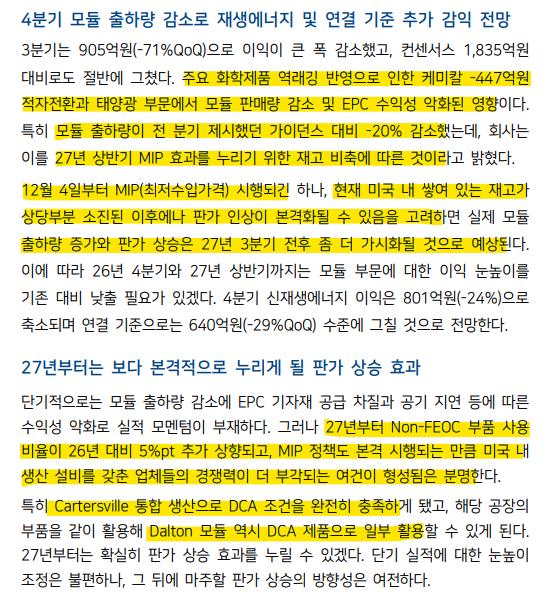 4분기 모듈 출하량 감소로 재생에너지 및 연결 기준 추가 감익 전망
3분기는 905억원(-71%QoQ)으로 이익이 큰 폭 감소했고, 컨센서스 1,835억원
대비로도 절반에 그쳤다. 주요 화학제품 역래깅 반영으로 인한 케미칼 -447억원
적자전환과 태양광 부문에서 모듈 판매량 감소 및 EPC 수익성 악화된 영향이다.
특히 모듈 출하량이 전 분기 제시했던 가이던스 대비 -20% 감소했는데, 회사는
이를 27년 상반기 MIP 효과를 누리기 위한 재고 비축에 따른 것이라고 밝혔다.
12월 4일부터 MIP(최저수입가격) 시행되긴 하나, 현재 미국 내 쌓여 있는 재고가
상당부분 소진된 이후에나 판가 인상이 본격화될 수 있음을 고려하면 실제 모듈
출하량 증가와 판가 상승은 27년 3분기 전후 좀 더 가시화될 것으로 예상된다.
이에 따라 26년 4분기와 27년 상반기까지는 모듈 부문에 대한 이익 눈높이를
기존 대비 낮출 필요가 있겠다. 4분기 신재생에너지 이익은 801억원(-24%)으로
축소되며 연결 기준으로는 640억원(-29%QoQ) 수준에 그칠 것으로 전망한다.
27년부터는 보다 본격적으로 누리게 될 판가 상승 효과
단기적으로는 모듈 출하량 감소에 EPC 기자재 공급 차질과 공기 지연 등에 따른
수익성 악화로 실적 모멘텀이 부재하다. 그러나 27년부터 Non-FEOC 부품 사용
비율이 26년 대비 5%pt 추가 상향되고, MIP 정책도 본격 시행되는 만큼 미국 내
생산 설비를 갖춘 업체들의 경쟁력이 더 부각되는 여건이 형성됨은 분명한다.
특히 Cartersville 통합 생산으로 DCA 조건을 완전히 충족하게 됐고, 해당 공장의
부품을 같이 활용해 Dalton 모듈 역시 DCA 제품으로 일부 활용할 수 있게 된다.
27년부터는 확실히 판가 상승 효과를 누릴 수 있겠다. 단기 실적에 대한 눈높이
조정은 불편하나, 그 뒤에 마주할 판가 상승의 방향성은 여전하다.